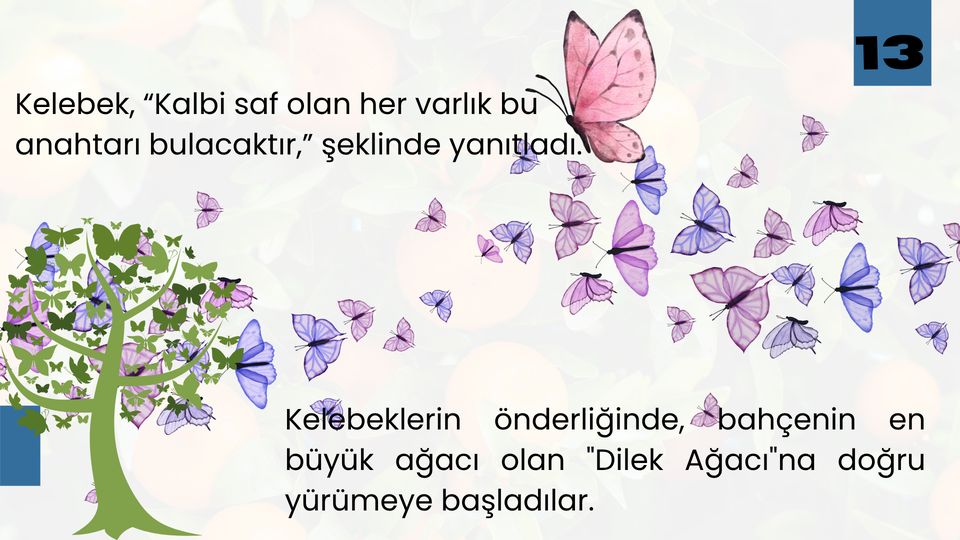 13
Kelebek, “Kalbi saf olan her varlık bu
anahtarı bulacaktır,” şeklinde yanıtladı.
Kelebeklerin önderliğinde, bahçenin en
büyük ağacı olan "Dilek Ağacı"na doğru
yürümeye başladılar.